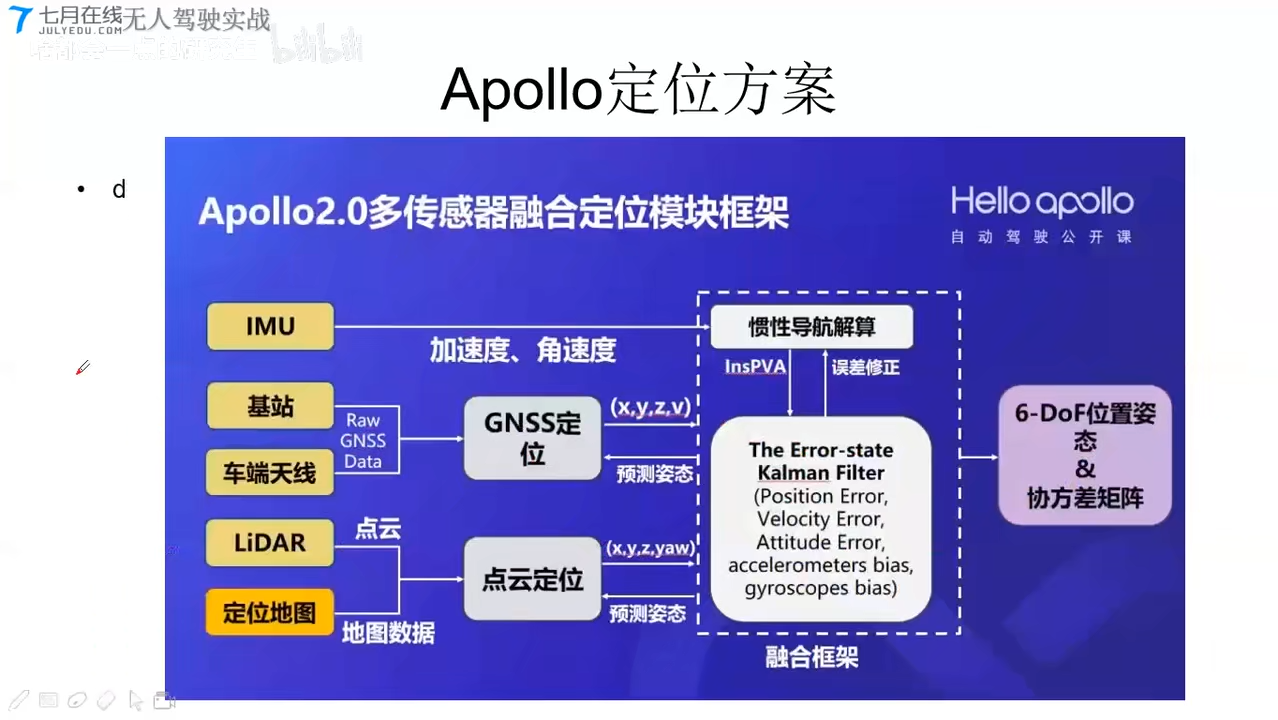 七月在线
JULYEDU.COM
无人驾驶实战
bilibili
Apollo定位方案
• d
Apollo2.0多传感器融合定位模块框架
Hello apollo
自动驾驶公开课
IMU
加速度、角速度
惯性导航解算
InsPVA
误差修正
基站
车端天线
Raw
GNSS
Data
GNSS定
位
(x,y,z,v)
预测姿态
LiDAR
点云
定位地图
地图数据
点云定位
(x,y,z,yaw)
预测姿态
The Error-state
Kalman Filter
(Position Error,
Velocity Error,
Attitude Error,
accelerometers bias,
gyroscopes bias)
融合框架
6-DoF位置姿
态
&
协方差矩阵